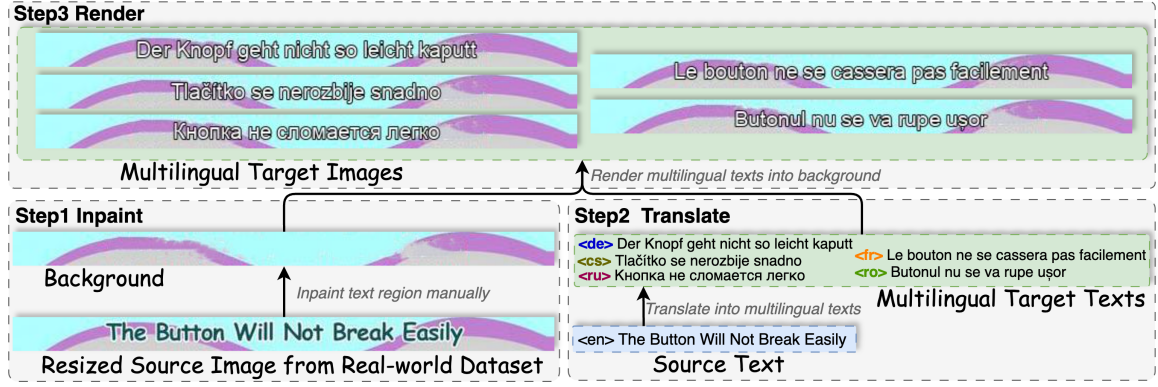 Step3 Render
Der Knopf geht nicht so leicht kaputt
Tlačítko se nerozbije snadno
Кнопка не сломается легко
Le bouton ne se cassera pas facilement
Butonul nu se va rupe ușor
Multilingual Target Images
Render multilingual texts into background
Step1 Inpaint
Background
Inpaint text region manually
The Button Will Not Break Easily
Resized Source Image from Real-world Dataset
Step2 Translate
<de> Der Knopf geht nicht so leicht kaputt
<cs> Tlačítko se nerozbije snadno
<ru> Кнопка не сломается легко
<fr> Le bouton ne se cassera pas facilement
<ro> Butonul nu se va rupe ușor
Multilingual Target Texts
Translate into multilingual texts
<en> The Button Will Not Break Easily
Source Text